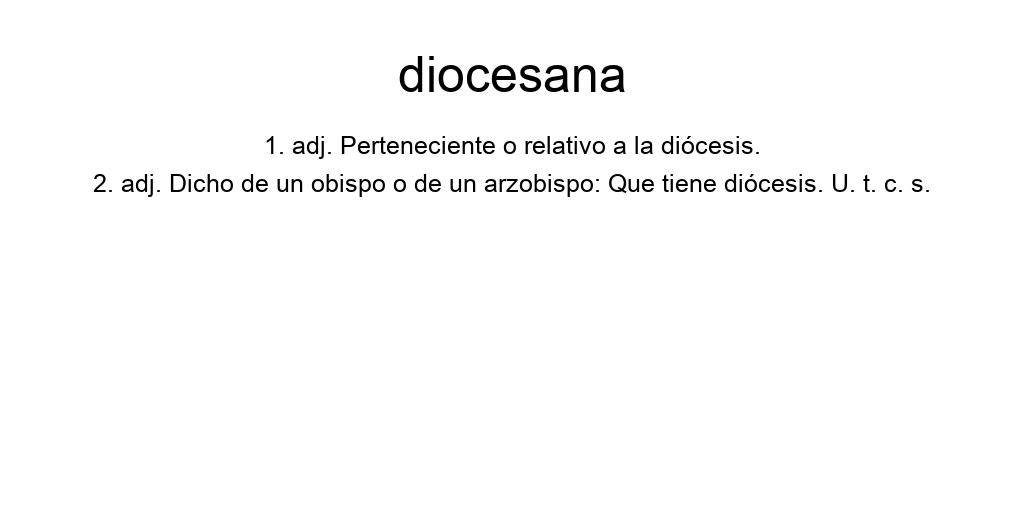 diocesana
1. adj. Perteneciente o relativo a la diócesis.
2. adj. Dicho de un obispo o de un arzobispo: Que tiene diócesis. U. t. c. s.